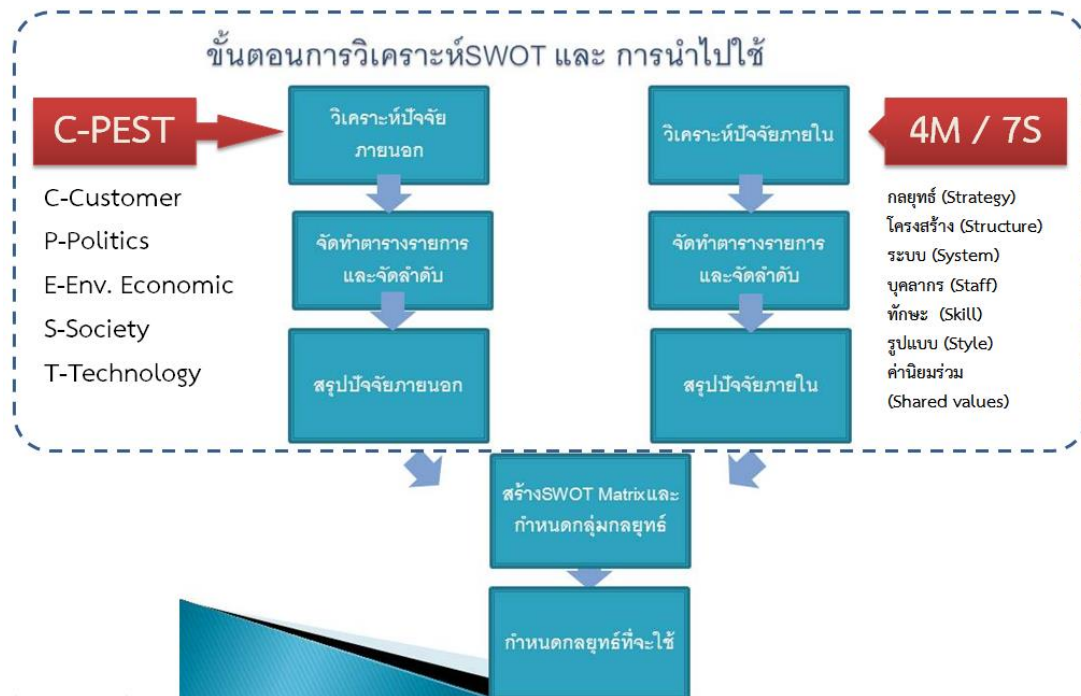 ขั้นตอนการวิเคราะห์SWOT และ การนำไปใช้
C-PEST
C-Customer
P-Politics
E-Env. Economic
S-Society
T-Technology
วิเคราะห์ปัจจัย
ภายนอก
จัดทำตารางรายการ
และจัดลำดับ
สรุปปัจจัยภายนอก
วิเคราะห์ปัจจัยภายใน
จัดทำตารางรายการ
และจัดลำดับ
สรุปปัจจัยภายใน
4M / 7S
กลยุทธ์ (Strategy)
โครงสร้าง (Structure)
ระบบ (System)
บุคลากร (Staff)
ทักษะ (Skill)
รูปแบบ (Style)
ค่านิยมร่วม
(Shared values)
สร้างSWOT Matrixและ
กำหนดกลุ่มกลยุทธ์
กำหนดกลยุทธ์ที่จะใช้